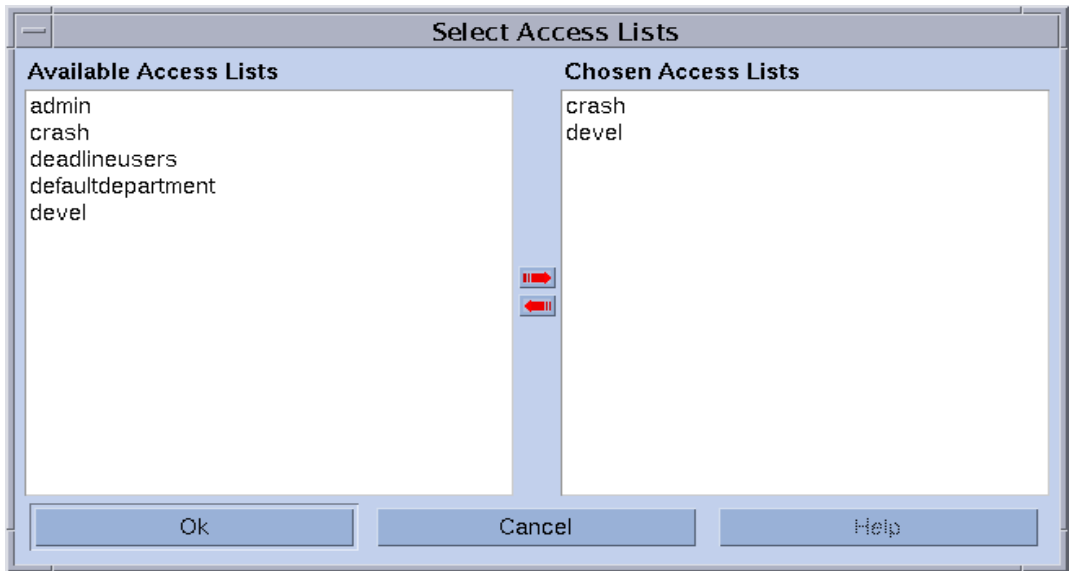 Select Access Lists
Available Access Lists
admin
crash
deadlineusers
defaultdepartment
devel
Chosen Access Lists
crash
devel
Ok
Cancel
Help